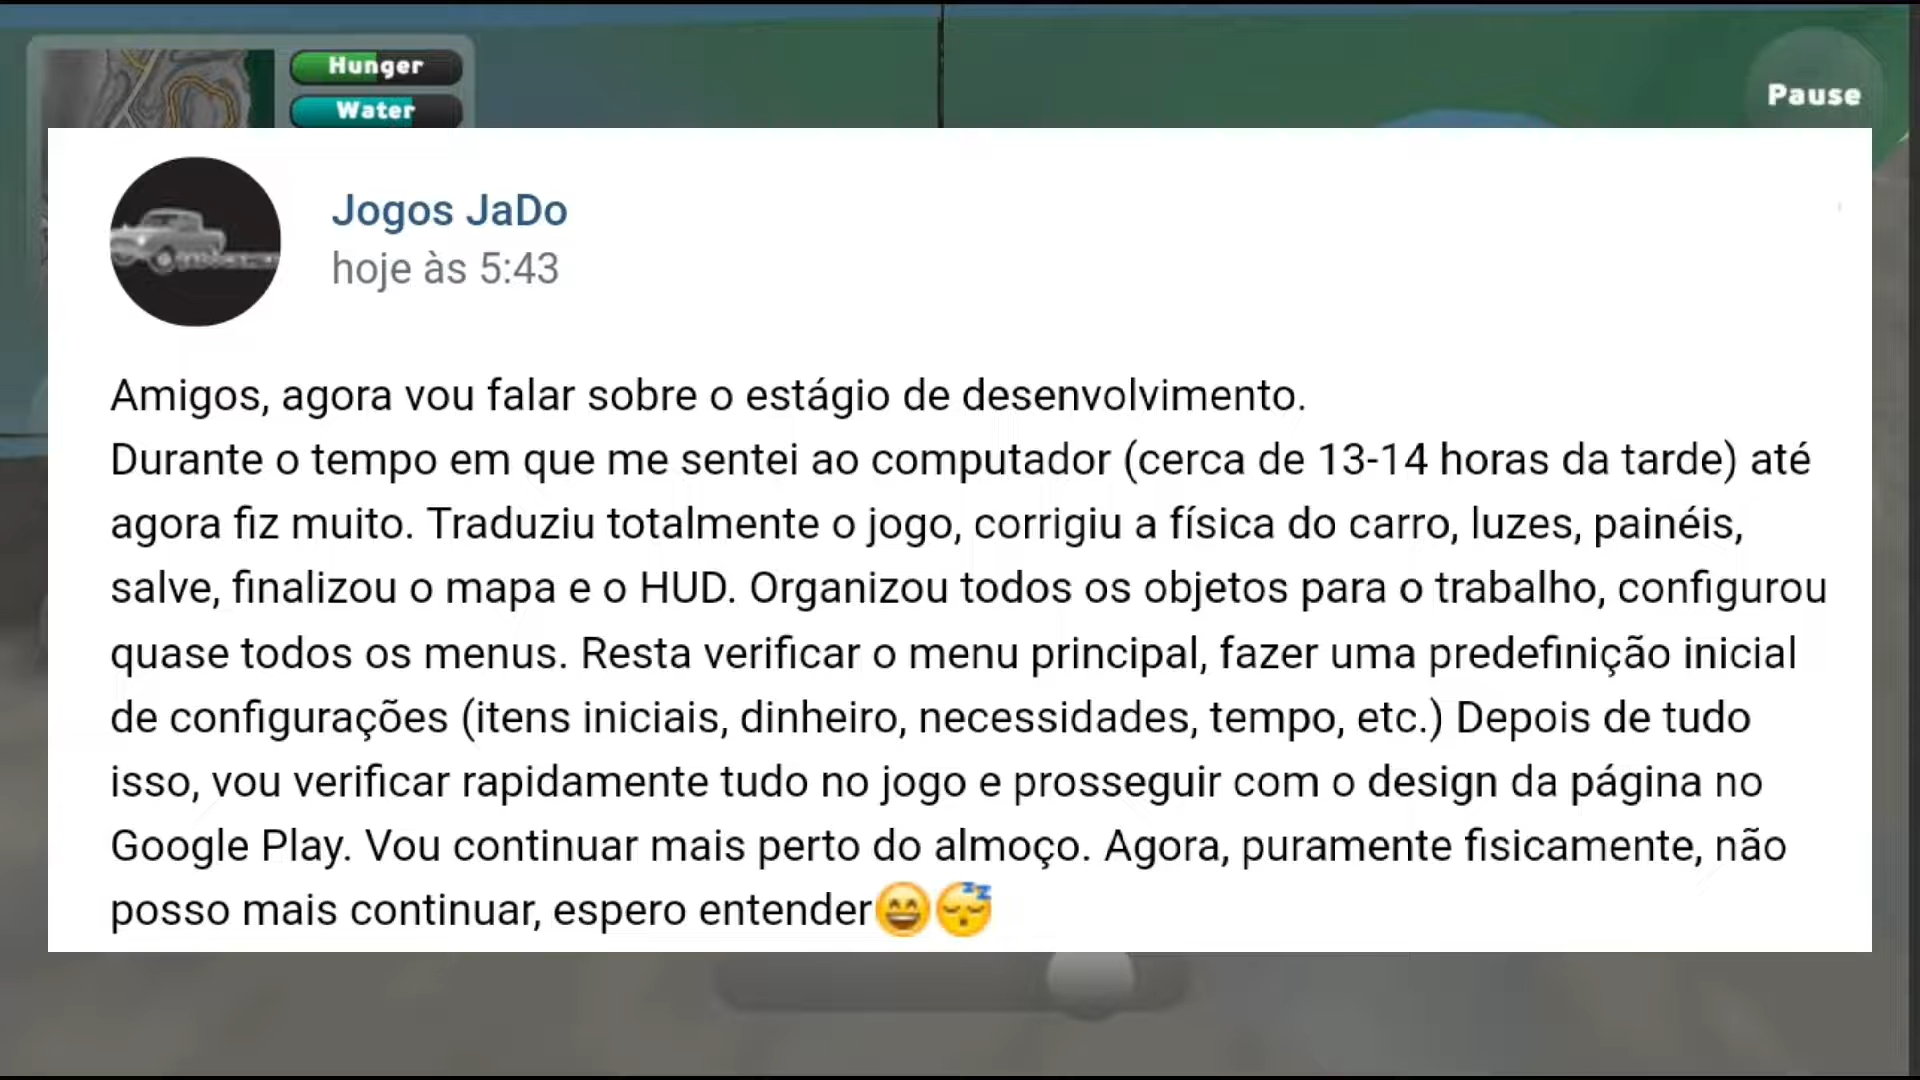 Hunger
Water
Pause
Jogos JaDo
hoje às 5:43
Amigos, agora vou falar sobre o estágio de desenvolvimento.
Durante o tempo em que me sentei ao computador (cerca de 13-14 horas da tarde) até
agora fiz muito. Traduziu totalmente o jogo, corrigiu a física do carro, luzes, painéis,
salve, finalizou o mapa e o HUD. Organizou todos os objetos para o trabalho, configurou
quase todos os menus. Resta verificar o menu principal, fazer uma predefinição inicial
de configurações (itens iniciais, dinheiro, necessidades, tempo, etc.) Depois de tudo
isso, vou verificar rapidamente tudo no jogo e prosseguir com o design da página no
Google Play. Vou continuar mais perto do almoço. Agora, puramente fisicamente, não
posso mais continuar, espero entender😄😴